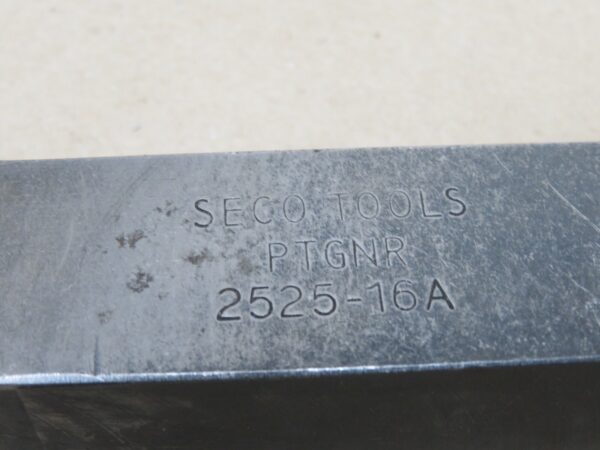 SECO TOOLS
PTGNR
2525-16A